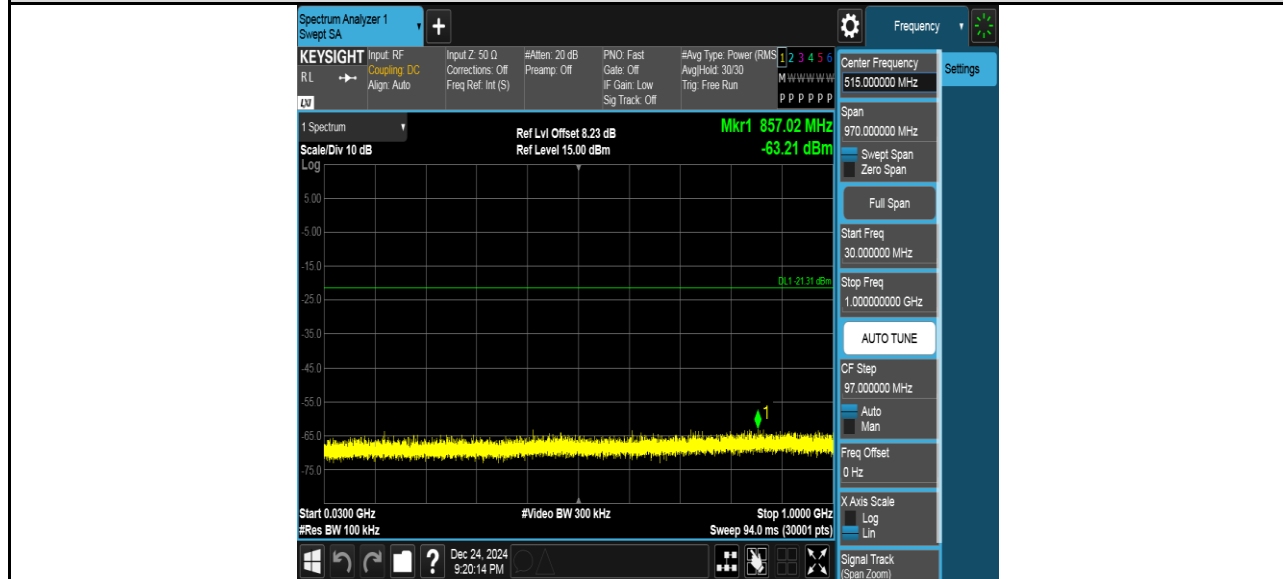 Spectrum Analyzer 1
Swept SA
+
Frequency
KEYSIGHT
RL
LXI
Input: RF
Coupling: DC
Align: Auto
Input Z: 50 Ω
Corrections: Off
Freq Ref: Int (S)
#Atten: 20 dB
Preamp: Off
PNO: Fast
Gate: Off
IF Gain: Low
Sig Track: Off
#Avg Type: Power (RMS
Avg|Hold: 30/30
Trig: Free Run
1 2 3 4 5 6
M W W W W W
P P P P P P
1 Spectrum
Scale/Div 10 dB
Ref Lvl Offset 8.23 dB
Ref Level 15.00 dBm
Mkr1 857.02 MHz
-63.21 dBm
Log
5.00
-5.00
-15.0
-25.0
-35.0
-45.0
-55.0
-65.0
-75.0
DL1 -21.31 dBm
1
Start 0.0300 GHz
#Res BW 100 kHz
#Video BW 300 kHz
Stop 1.0000 GHz
Sweep 94.0 ms (30001 pts)
?
Dec 24, 2024
9:20:14 PM
Center Frequency
515.000000 MHz
Settings
Span
970.000000 MHz
Swept Span
Zero Span
Full Span
Start Freq
30.000000 MHz
Stop Freq
1.000000000 GHz
AUTO TUNE
CF Step
97.000000 MHz
Auto
Man
Freq Offset
0 Hz
X Axis Scale
Log
Lin
Signal Track
(Span Zoom)